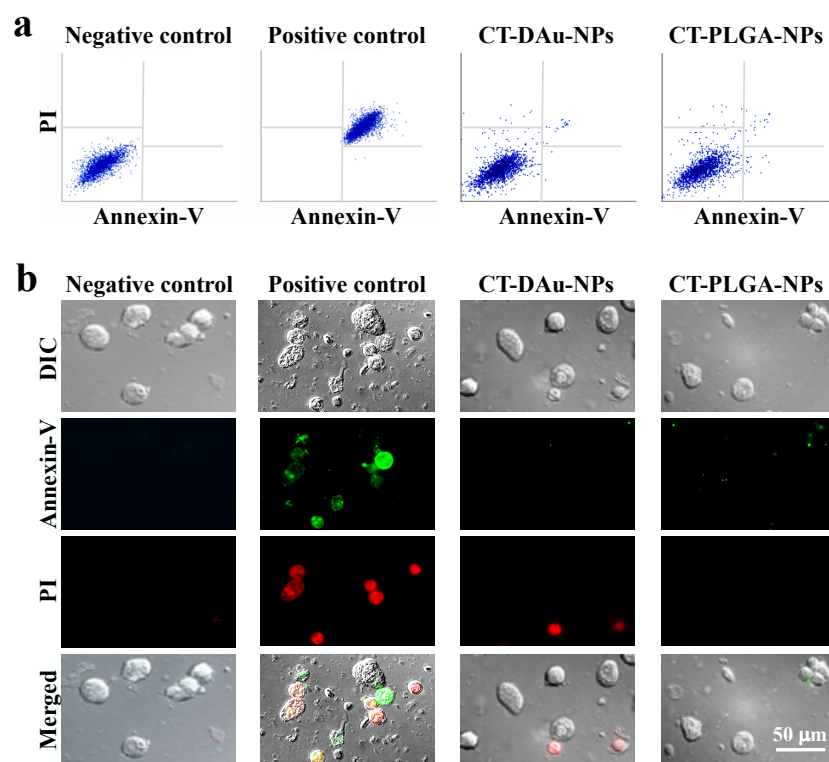 a
Negative control
Positive control
CT-DAu-NPs
CT-PLGA-NPs
PI
Annexin-V
Annexin-V
Annexin-V
Annexin-V
b
Negative control
Positive control
CT-DAu-NPs
CT-PLGA-NPs
DIC
Annexin-V
PI
Merged
50 μm